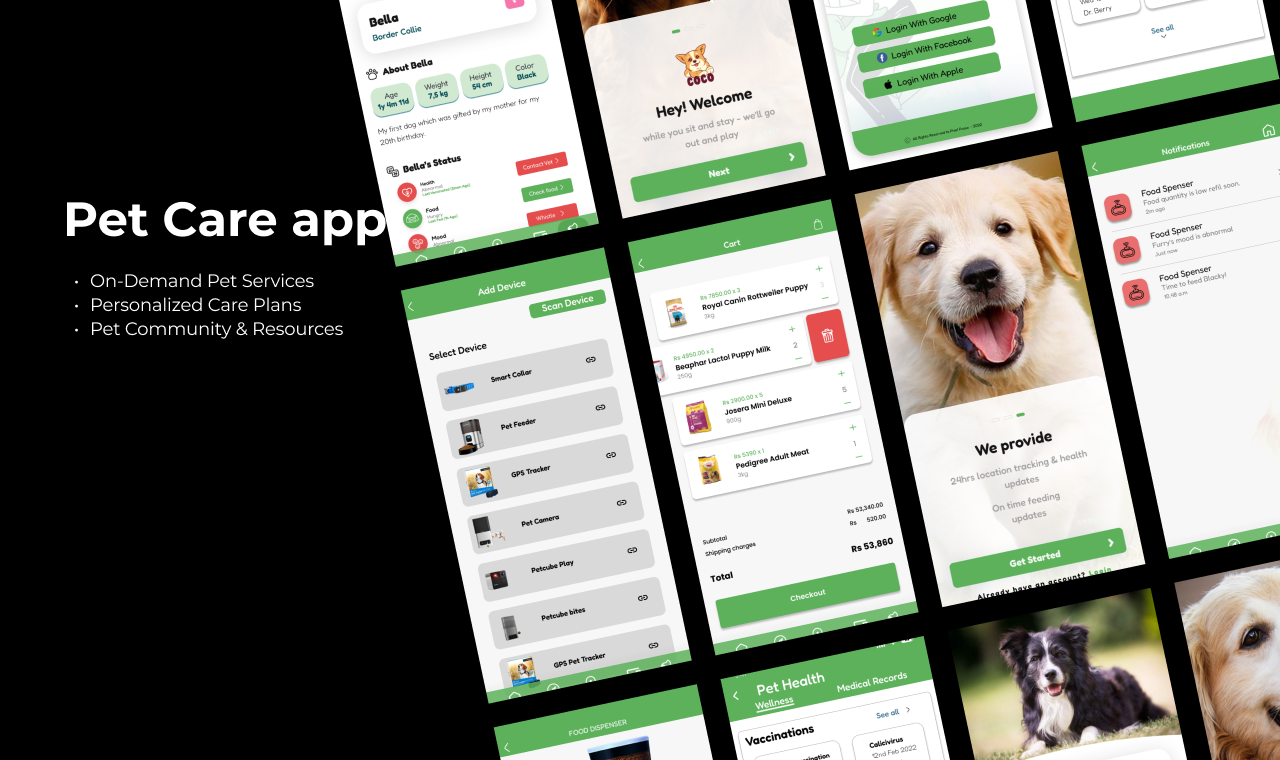 Pet Care app
• On-Demand Pet Services
• Personalized Care Plans
• Pet Community & Resources
Bella
Border Collie
About Bella
Age
1y 4m 11d
Weight
7.5 kg
Height
54 cm
Color
Black
My first dog which was gifted by my mother for my
20th birthday.
Bella's Status
Health
Abnormal
Contact Vet
Food
Hungry
Check Food
Mood
Whistle
COCO
Hey! Welcome
while you sit and stay - we'll go
out and play
Next
Login With Google
Login With Facebook
Login With Apple
Dr. Berry
See all
Add Device
Scan Device
Select Device
Smart Collar
Pet Feeder
GPS Tracker
Pet Camera
Petcube Play
Petcube bites
GPS Pet Tracker
Cart
Rs 7850.00 x 3
Royal Canin Rottweiler Puppy
3kg
3
Rs 4950.00 x 2
Beaphar Lactol Puppy Milk
250g
2
Rs 2900.00 x 5
Josera Mini Deluxe
900g
5
Rs 5390 x 1
Pedigree Adult Meat
3kg
1
Subtotal
Rs 53,340.00
Shipping charges
Rs 520.00
Total
Rs 53,860
Checkout
We provide
24hrs location tracking & health
updates
On time feeding
updates
Get Started
Already have an account? Login
Notifications
Food Spenser
Food quantity is low refil soon.
2m ago
Food Spenser
Furry's mood is abnormal
Just now
Food Spenser
Time to feed Blacky!
10:45 a.m
FOOD DISPENSER
Pet Health
Wellness
Medical Records
Vaccinations
See all
Calicivirus
12nd Feb 2022